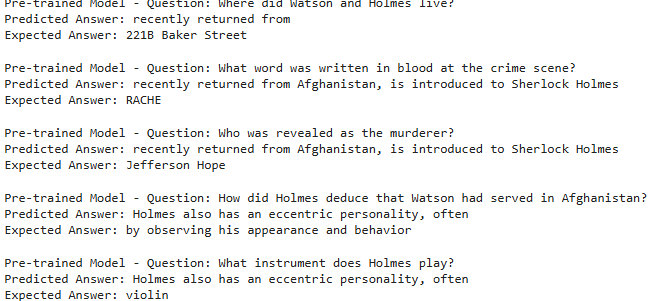 Pre-trained Model - Question: Where did Watson and Holmes live?
Predicted Answer: recently returned from
Expected Answer: 221B Baker Street
Pre-trained Model - Question: What word was written in blood at the crime scene?
Predicted Answer: recently returned from Afghanistan, is introduced to Sherlock Holmes
Expected Answer: RACHE
Pre-trained Model - Question: Who was revealed as the murderer?
Predicted Answer: recently returned from Afghanistan, is introduced to Sherlock Holmes
Expected Answer: Jefferson Hope
Pre-trained Model - Question: How did Holmes deduce that Watson had served in Afghanistan?
Predicted Answer: Holmes also has an eccentric personality, often
Expected Answer: by observing his appearance and behavior
Pre-trained Model - Question: What instrument does Holmes play?
Predicted Answer: Holmes also has an eccentric personality, often
Expected Answer: violin